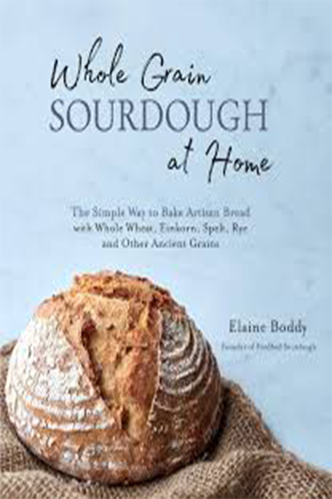 Whole Grain
SOURDOUGH
at Home
The Simple Way to Bake Artisan Bread
with Whole Wheat, Einkorn, Spelt, Rye
and Other Ancient Grains
Elaine Boddy
Founder of Foodbod Sourdough